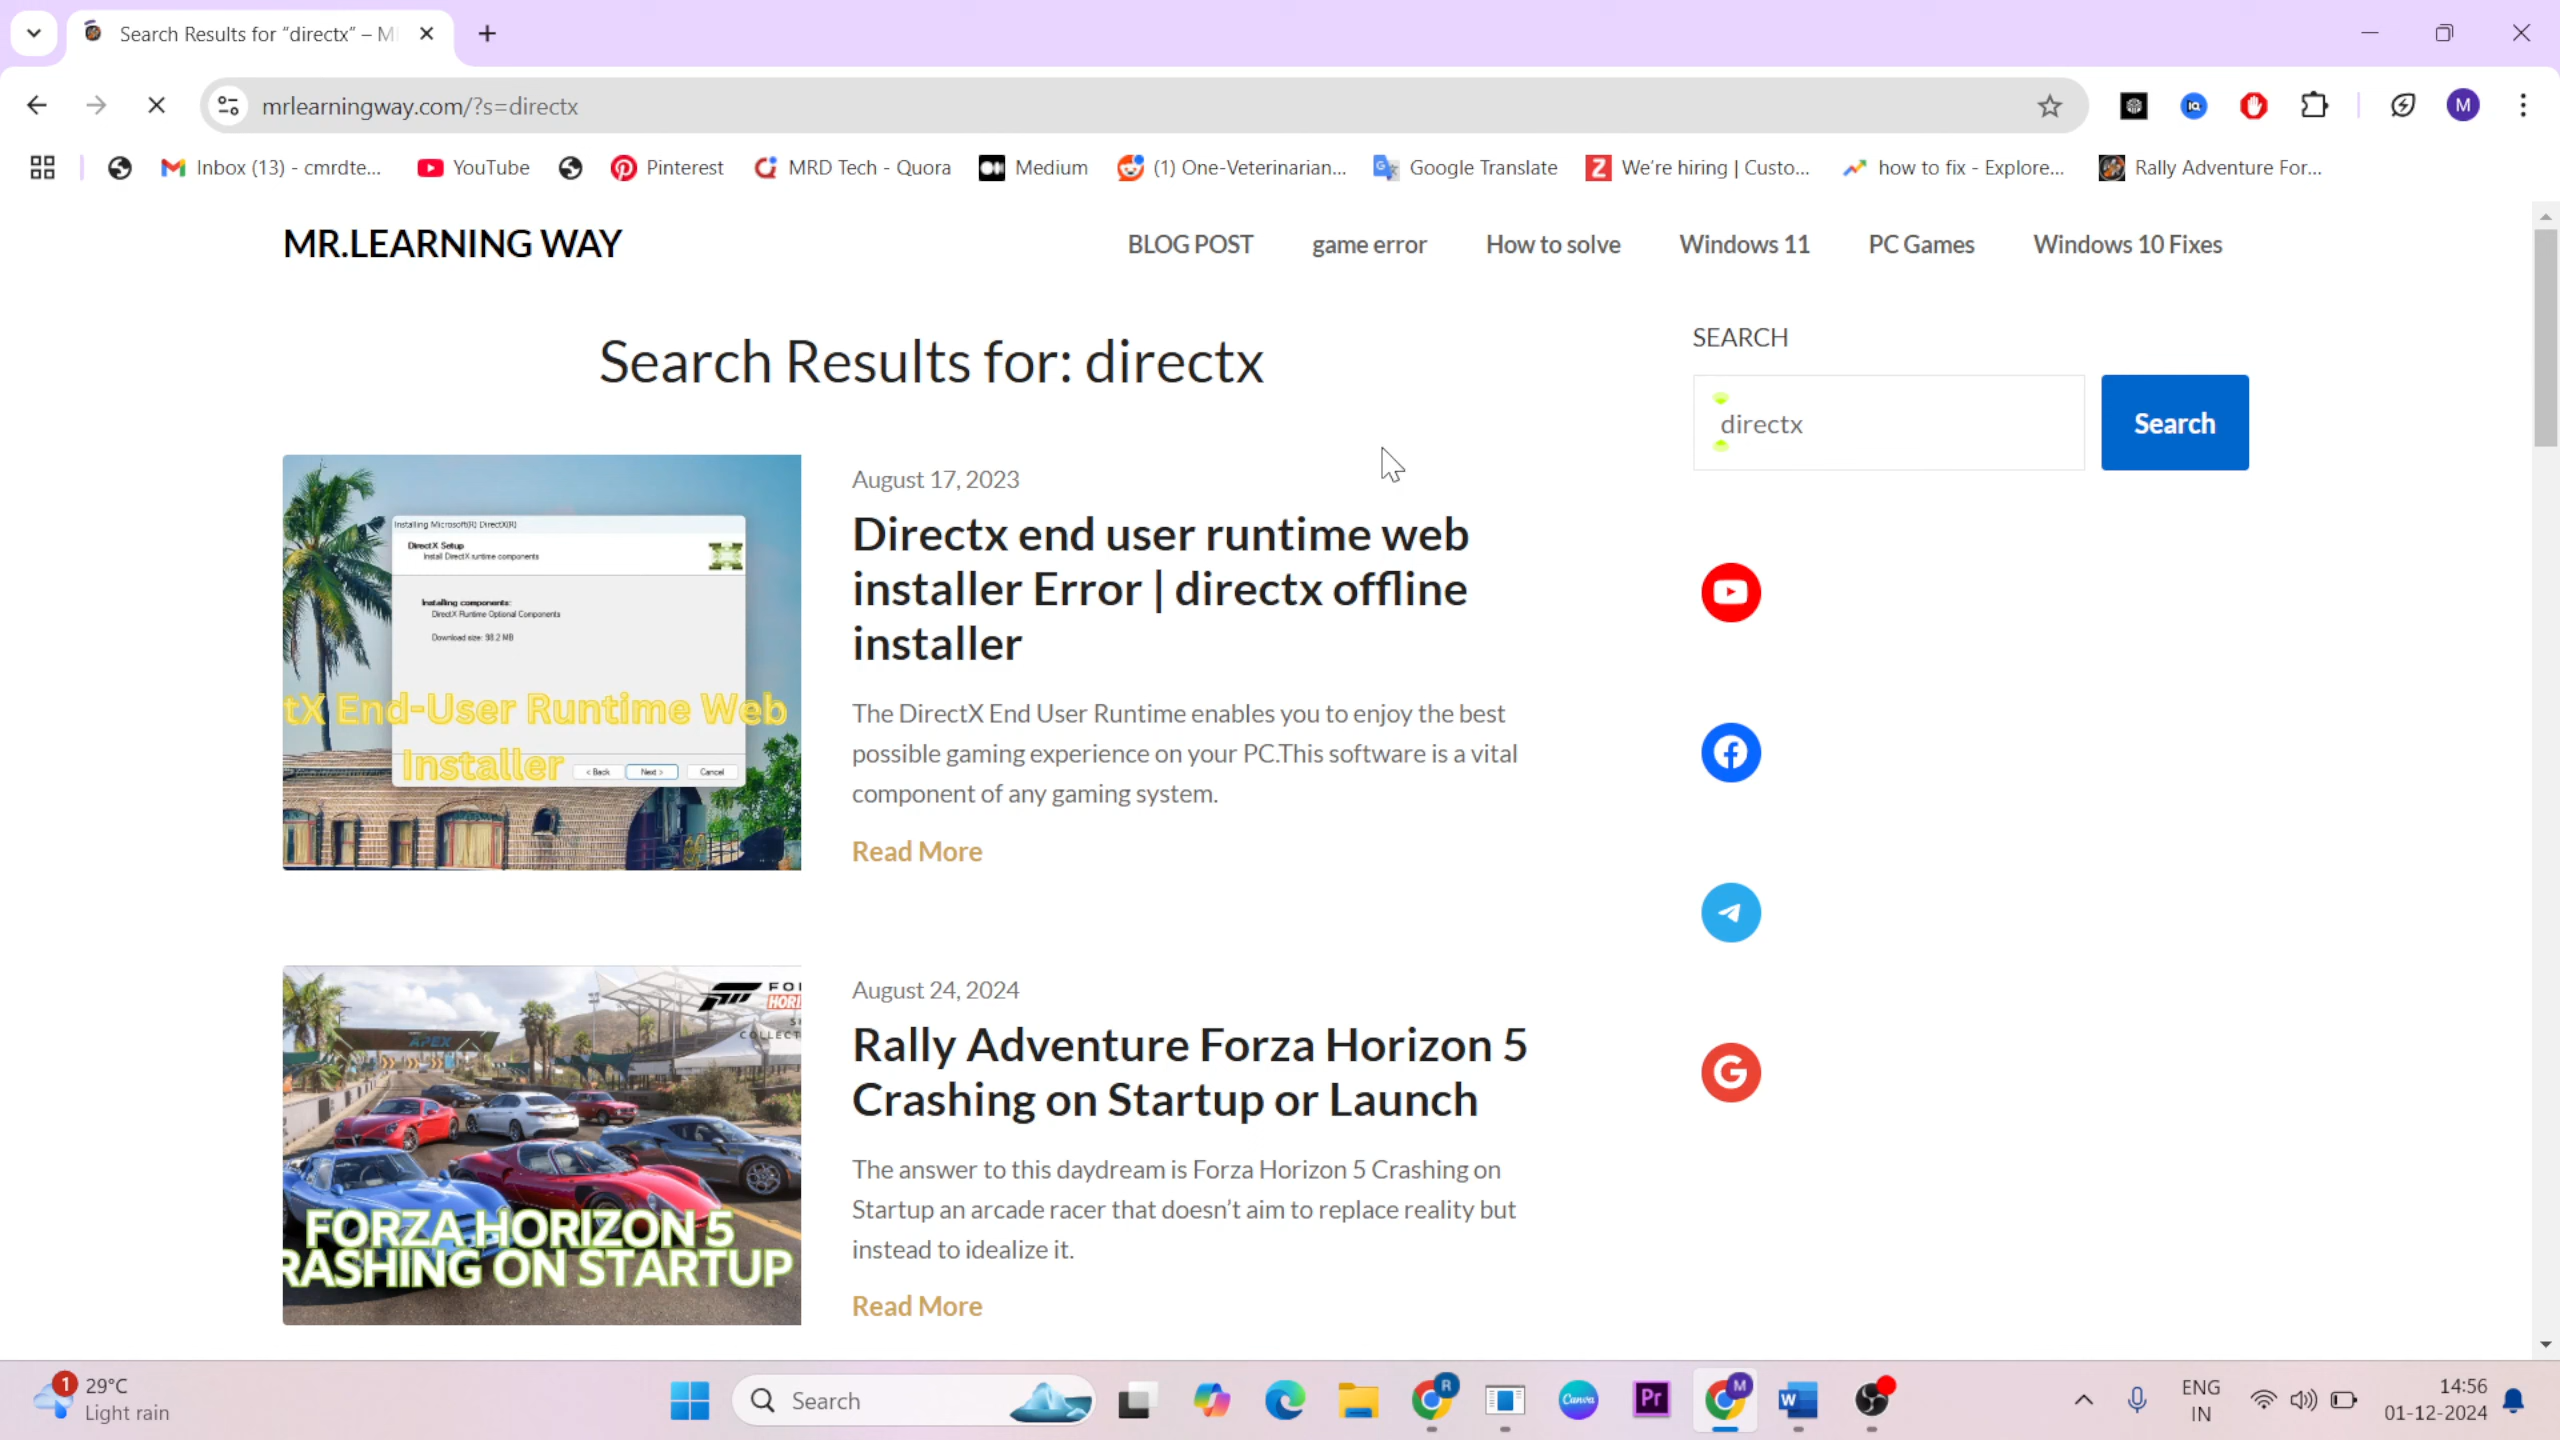 Search Results for “directx” – M
mrlearningway.com/?s=directx
M
Inbox (13) - cmrdte...
YouTube
Pinterest
MRD Tech - Quora
Medium
(1) One-Veterinarian...
Google Translate
We're hiring | Custo...
how to fix - Explore...
Rally Adventure For...
MR.LEARNING WAY
BLOG POST
game error
How to solve
Windows 11
PC Games
Windows 10 Fixes
Search Results for: directx
SEARCH
directx
Search
Installing Microsoft(R) DirectX(R)
DirectX Setup
Install DirectX runtime components
Installing components:
DirectX Runtime Optional Components
Download size: 98.2 MB
< Back
Next >
Cancel
tX End-User Runtime Web
Installer
August 17, 2023
Directx end user runtime web
installer Error | directx offline
installer
The DirectX End User Runtime enables you to enjoy the best
possible gaming experience on your PC.This software is a vital
component of any gaming system.
Read More
APEX
FO
HORI
COLLECT
FORZA HORIZON 5
RASHING ON STARTUP
August 24, 2024
Rally Adventure Forza Horizon 5
Crashing on Startup or Launch
The answer to this daydream is Forza Horizon 5 Crashing on
Startup an arcade racer that doesn’t aim to replace reality but
instead to idealize it.
Read More
1
29°C
Light rain
Search
R
Canva
Pr
M
W
ENG
IN
14:56
01-12-2024